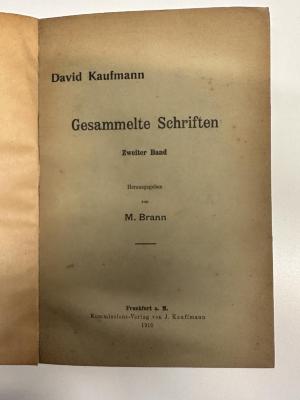 David Kaufmann
Gesammelte Schriften
Zweiter Band
Herausgegeben
von
M. Brann
Frankfurt a. M.
Kommissions-Verlag von J. Kauffmann
1910